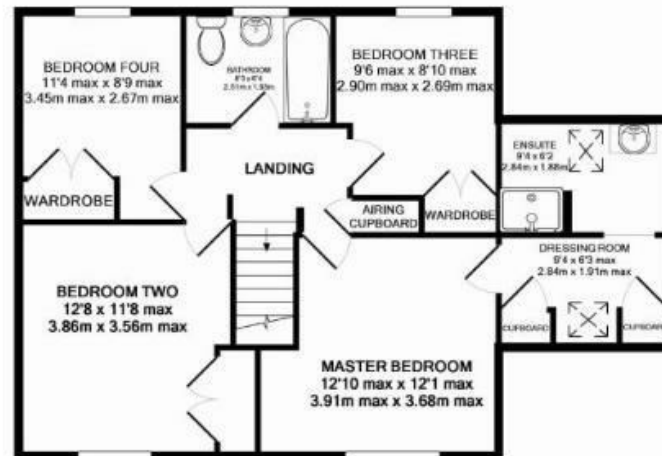 BEDROOM FOUR
11'4 max x 8'9 max
3.45m max x 2.67m max
WARDROBE
BATHROOM
2.51m x 1.93m
BEDROOM THREE
9'6 max x 8'10 max
2.90m max x 2.69m max
LANDING
AIRING
CUPBOARD
WARDROBE
ENSUITE
9'4 x 6'2
2.84m x 1.88m
DRESSING ROOM
9'4 x 6'3 max
2.84m x 1.91m max
CUPBOARD
CUPBOARD
BEDROOM TWO
12'8 x 11'8 max
3.86m x 3.56m max
MASTER BEDROOM
12'10 max x 12'1 max
3.91m max x 3.68m max